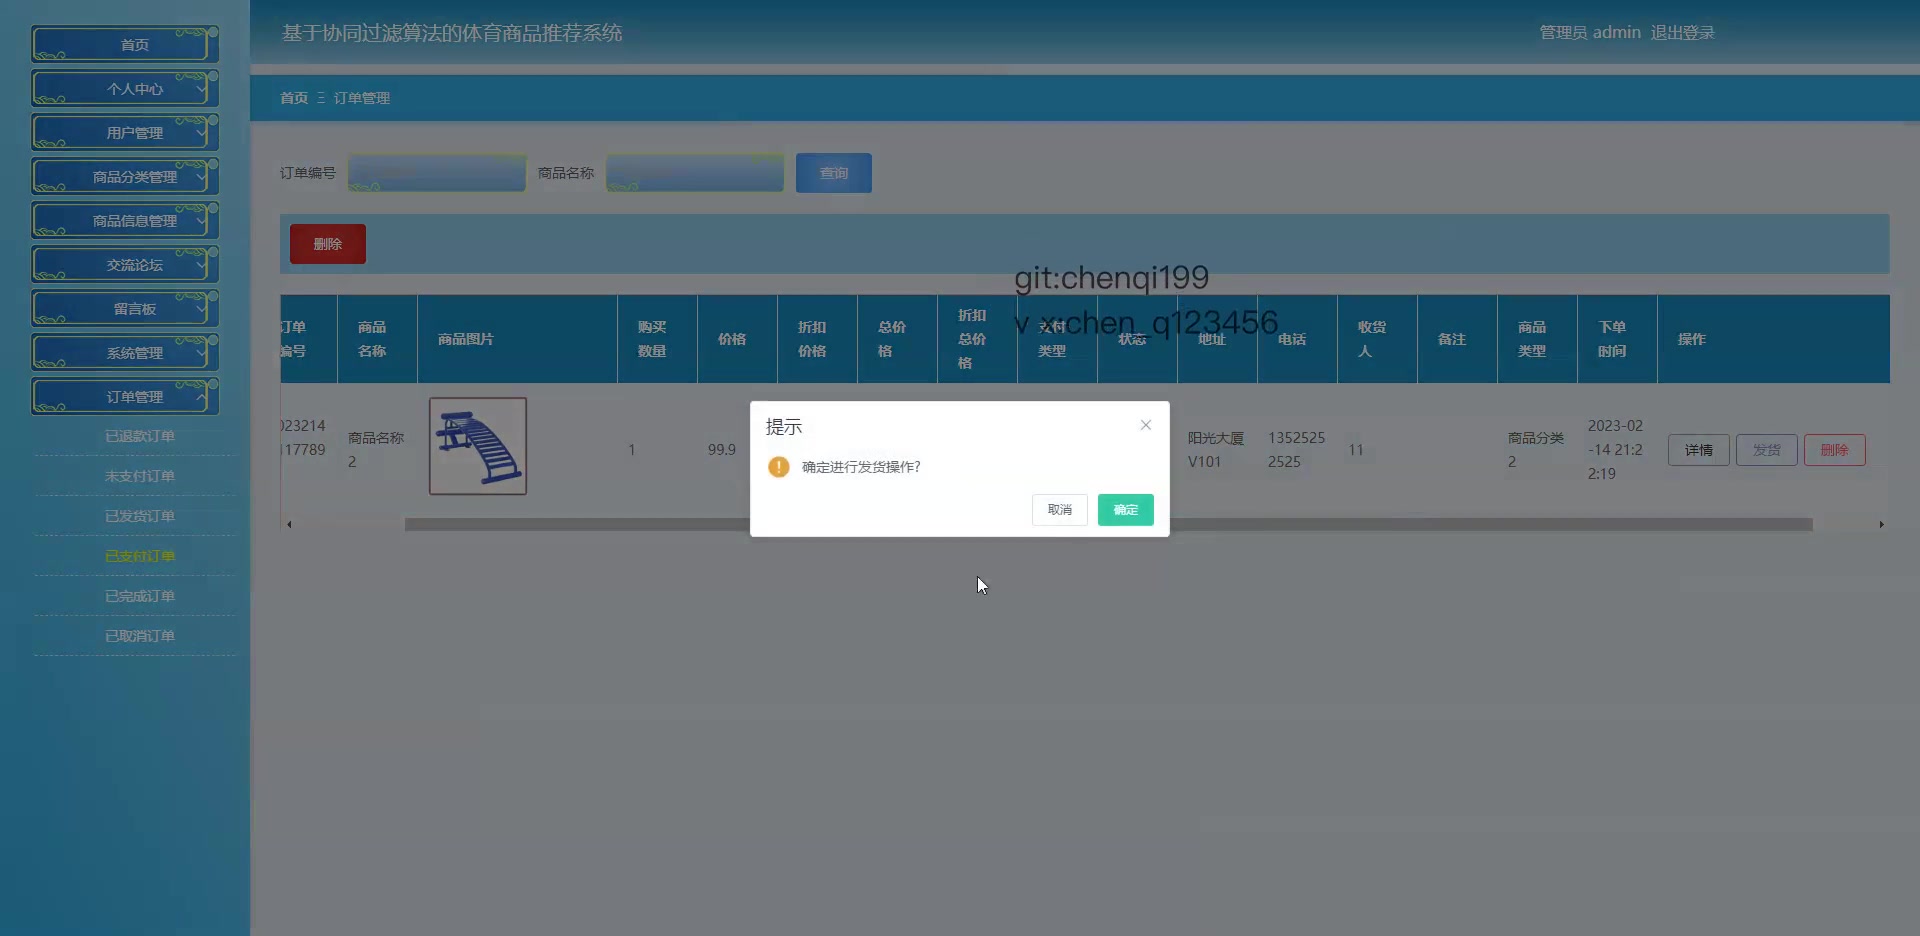 首页
个人中心
用户管理
商品分类管理
商品信息管理
交流论坛
留言板
系统管理
订单管理
已退款订单
未支付订单
已发货订单
已支付订单
已完成订单
已取消订单
基于协同过滤算法的体育商品推荐系统
管理员 admin 退出登录
首页 Ξ 订单管理
订单编号 商品名称 查询
删除
git:chenqi199
v x:chen_q123456
订单
编号
商品
名称
商品图片
购买
数量
价格
折扣
价格
总价
格
折扣
总价
格
支付
类型
状态
地址
电话
收货
人
备注
商品
类型
下单
时间
操作
023214
117789
商品名称
2
1
99.9
阳光大厦
V101
1352525
2525
11
商品分类
2
2023-02
-14 21:2
2:19
详情 发货 删除
提示
确定进行发货操作?
取消 确定